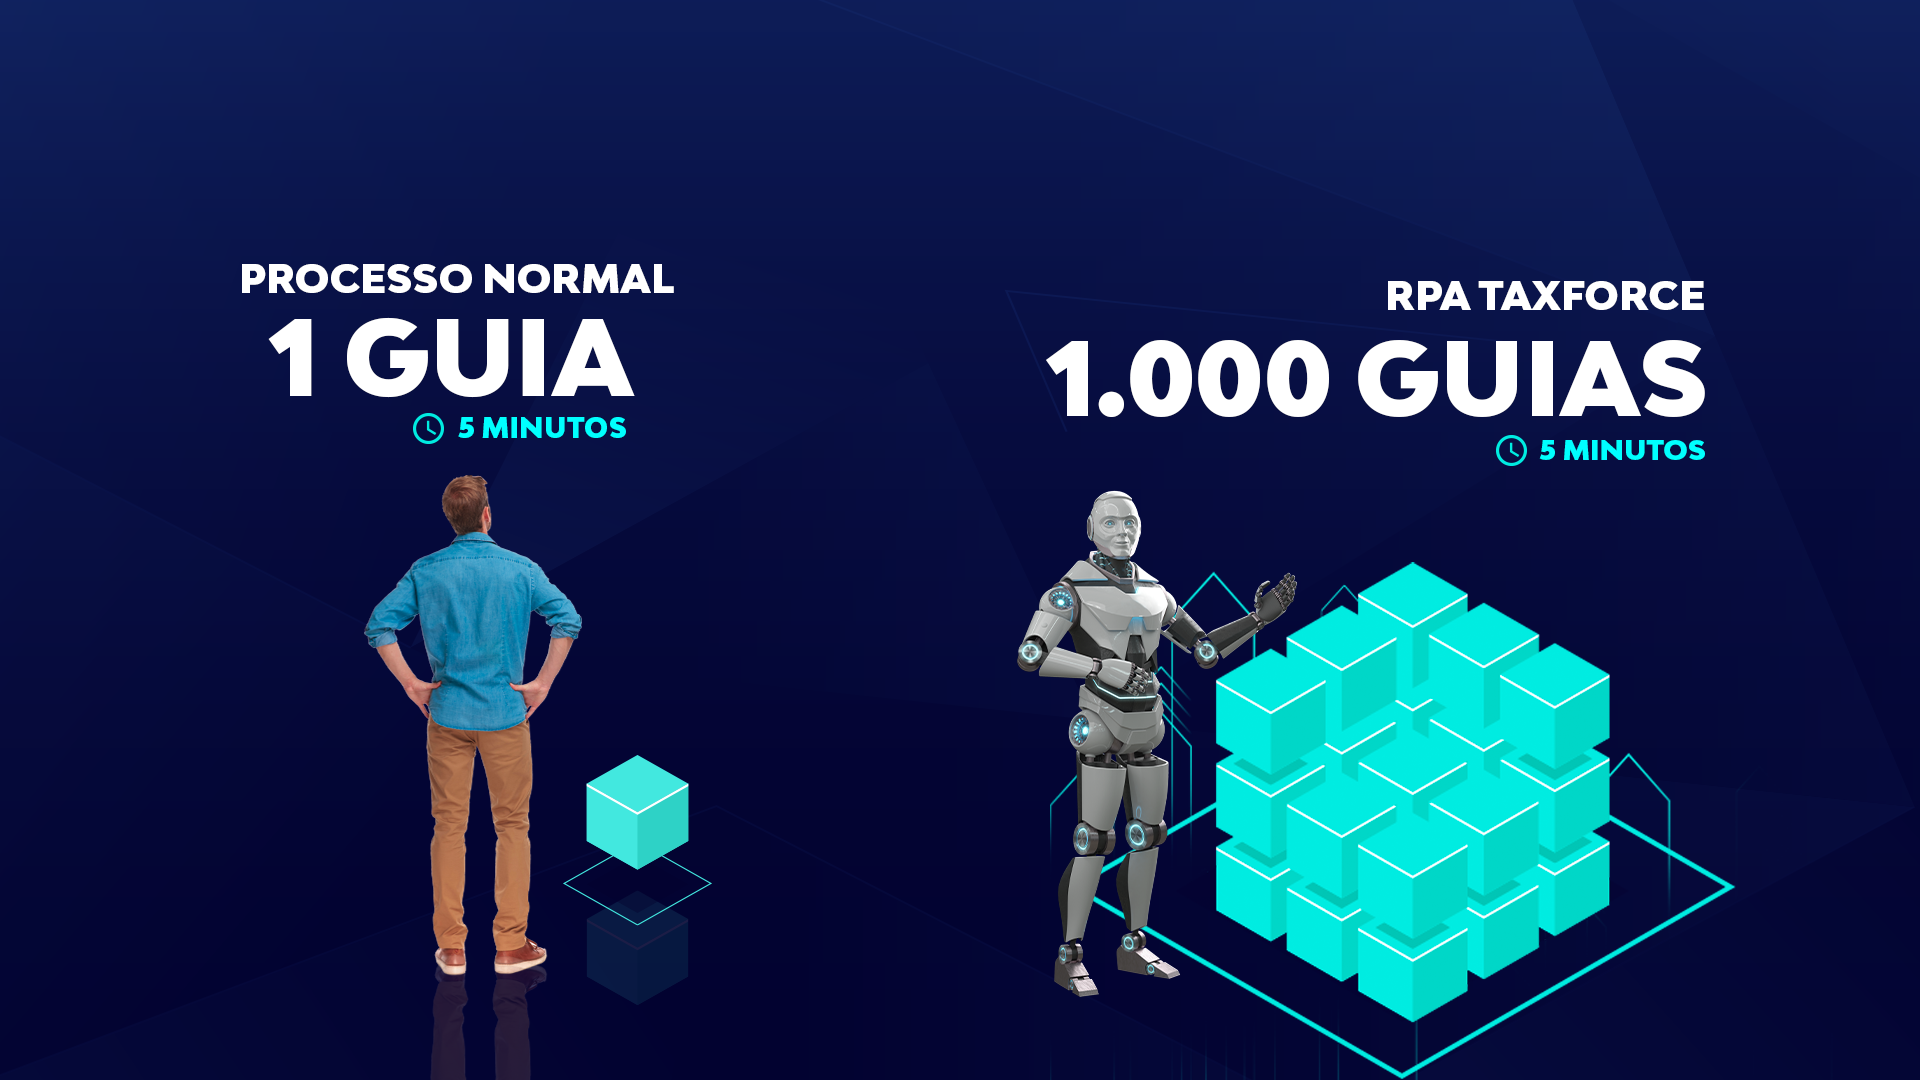 PROCESSO NORMAL
1 GUIA
5 MINUTOS
RPA TAXFORCE
1.000 GUIAS
5 MINUTOS